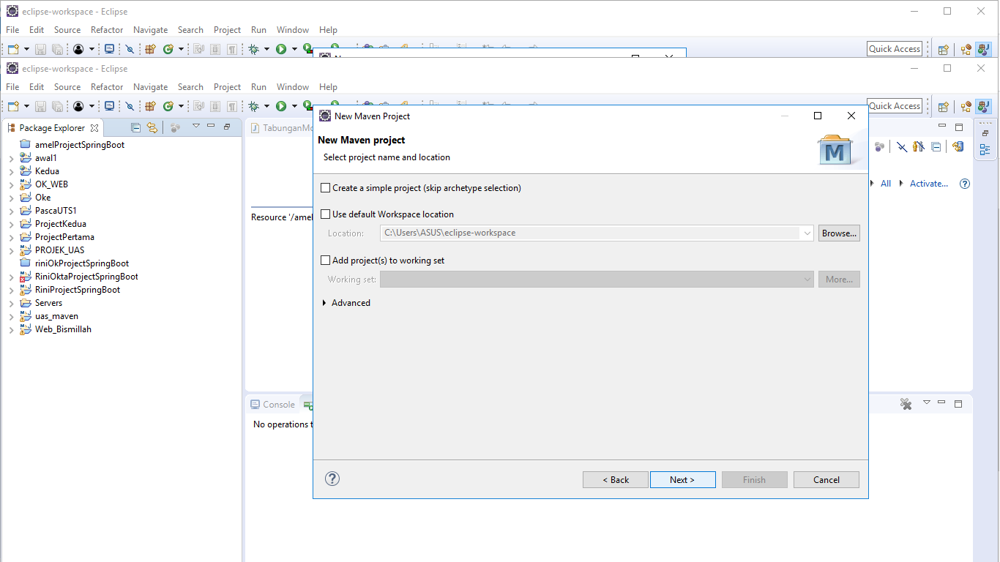 eclipse-workspace - Eclipse
File Edit Source Refactor Navigate Search Project Run Window Help
Quick Access
eclipse-workspace - Eclipse
File Edit Source Refactor Navigate Search Project Run Window Help
Quick Access
Package Explorer
amelProjectSpringBoot
awal1
Kedua
OK_WEB
Oke
PascaUTS1
ProjectKedua
ProjectPertama
PROJEK_UAS
riniOkProjectSpringBoot
RiniOktaProjectSpringBoot
RiniProjectSpringBoot
Servers
uas_maven
Web_Bismillah
TabunganMo
Resource '/amel
All Activate...
Console
No operations t
New Maven Project
New Maven project
Select project name and location
M
Create a simple project (skip archetype selection)
Use default Workspace location
Location: C:\Users\ASUS\eclipse-workspace Browse...
Add project(s) to working set
Working set: More...
Advanced
< Back Next > Finish Cancel